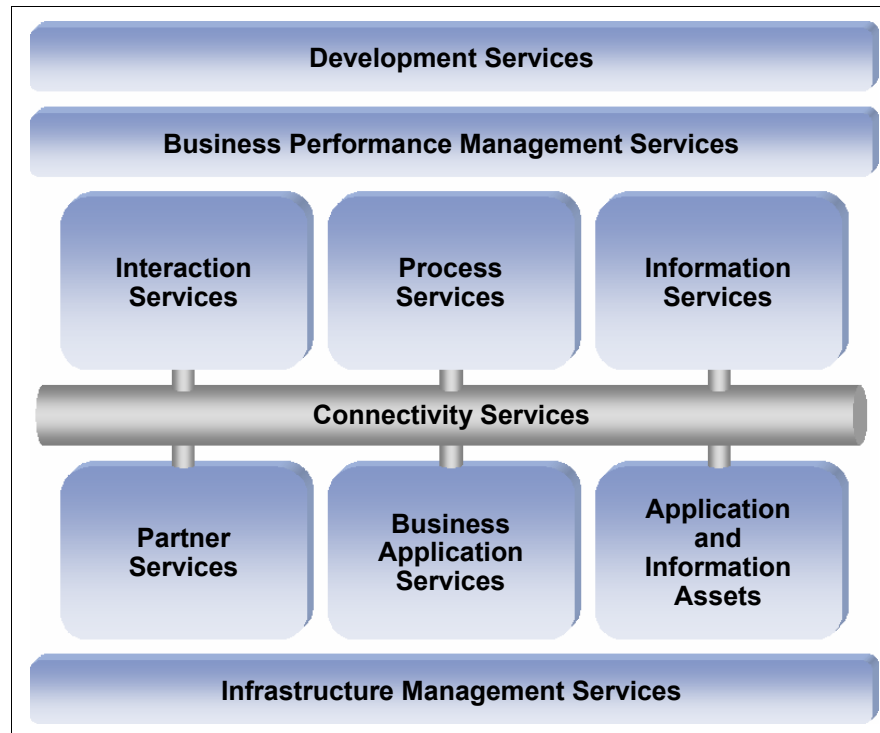 Development Services
Business Performance Management Services
Interaction
Services
Process
Services
Information
Services
Connectivity Services
Partner
Services
Business
Application
Services
Application
and
Information
Assets
Infrastructure Management Services